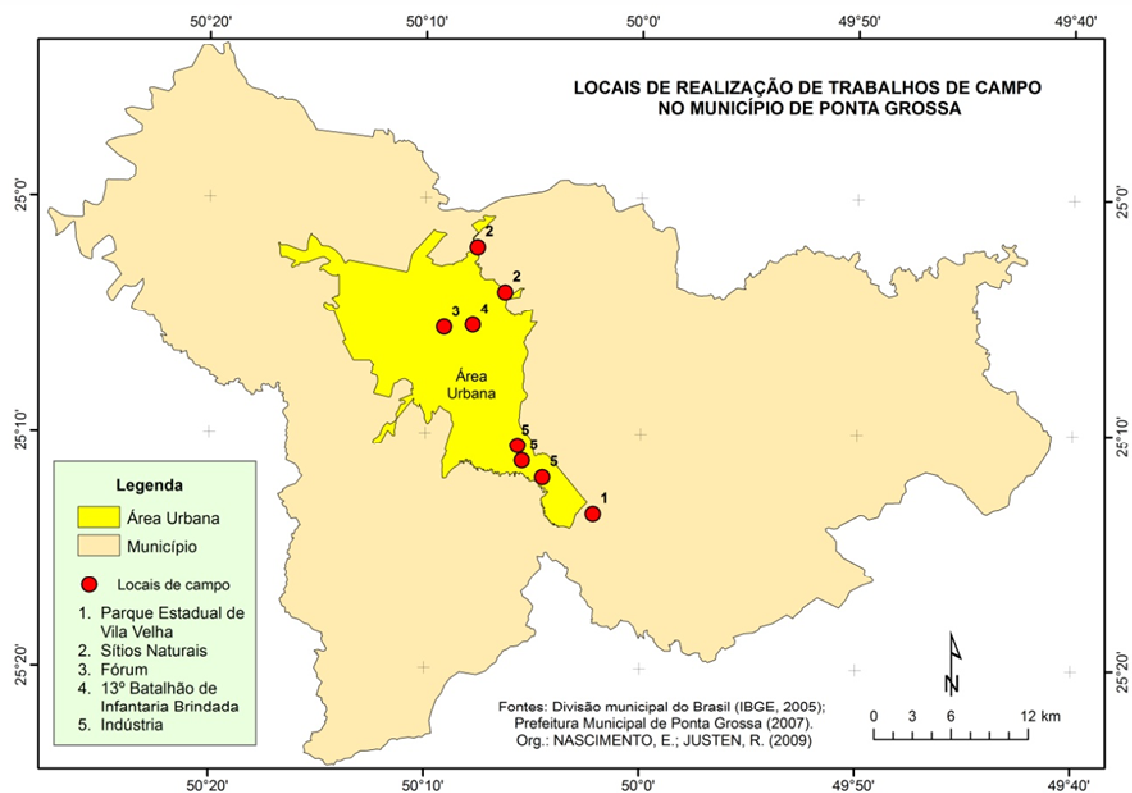 50°20'
50°10'
50°0'
49°50'
49°40'
LOCAIS DE REALIZAÇÃO DE TRABALHOS DE CAMPO
NO MUNICÍPIO DE PONTA GROSSA
25°0'
25°0'
2
2
3
4
Área
Urbana
5
5
5
1
25°10'
25°10'
Legenda
Área Urbana
Município
Locais de campo
1. Parque Estadual de
Vila Velha
2. Sítios Naturais
3. Fórum
4. 13º Batalhão de
Infantaria Brindada
5. Indústria
25°20'
25°20'
N
Fontes: Divisão municipal do Brasil (IBGE, 2005);
Prefeitura Municipal de Ponta Grossa (2007).
Org.: NASCIMENTO, E.; JUSTEN, R. (2009)
0 3 6 12 km
50°20'
50°10'
50°0'
49°50'
49°40'